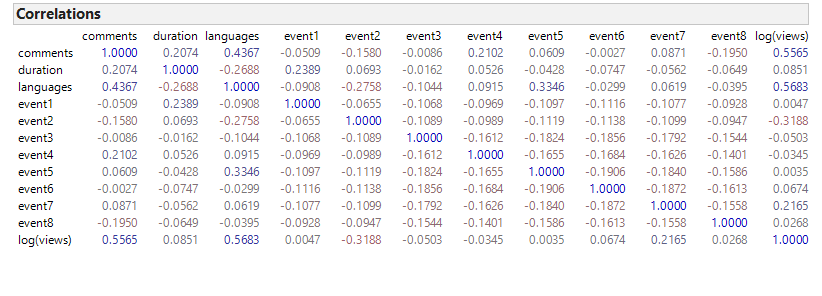 Correlations
comments duration languages event1 event2 event3 event4 event5 event6 event7 event8 log(views)
comments 1.0000 0.2074 0.4367 -0.0509 -0.1580 -0.0086 0.2102 0.0609 -0.0027 0.0871 -0.1950 0.5565
duration 0.2074 1.0000 -0.2688 0.2389 0.0693 -0.0162 0.0526 -0.0428 -0.0747 -0.0562 -0.0649 0.0851
languages 0.4367 -0.2688 1.0000 -0.0908 -0.2758 -0.1044 0.0915 0.3346 -0.0299 0.0619 -0.0395 0.5683
event1 -0.0509 0.2389 -0.0908 1.0000 -0.0655 -0.1068 -0.0969 -0.1097 -0.1116 -0.1077 -0.0928 0.0047
event2 -0.1580 0.0693 -0.2758 -0.0655 1.0000 -0.1089 -0.0989 -0.1119 -0.1138 -0.1099 -0.0947 -0.3188
event3 -0.0086 -0.0162 -0.1044 -0.1068 -0.1089 1.0000 -0.1612 -0.1824 -0.1856 -0.1792 -0.1544 -0.0503
event4 0.2102 0.0526 0.0915 -0.0969 -0.0989 -0.1612 1.0000 -0.1655 -0.1684 -0.1626 -0.1401 -0.0345
event5 0.0609 -0.0428 0.3346 -0.1097 -0.1119 -0.1824 -0.1655 1.0000 -0.1906 -0.1840 -0.1586 0.0035
event6 -0.0027 -0.0747 -0.0299 -0.1116 -0.1138 -0.1856 -0.1684 -0.1906 1.0000 -0.1872 -0.1613 0.0674
event7 0.0871 -0.0562 0.0619 -0.1077 -0.1099 -0.1792 -0.1626 -0.1840 -0.1872 1.0000 -0.1558 0.2165
event8 -0.1950 -0.0649 -0.0395 -0.0928 -0.0947 -0.1544 -0.1401 -0.1586 -0.1613 -0.1558 1.0000 0.0268
log(views) 0.5565 0.0851 0.5683 0.0047 -0.3188 -0.0503 -0.0345 0.0035 0.0674 0.2165 0.0268 1.0000